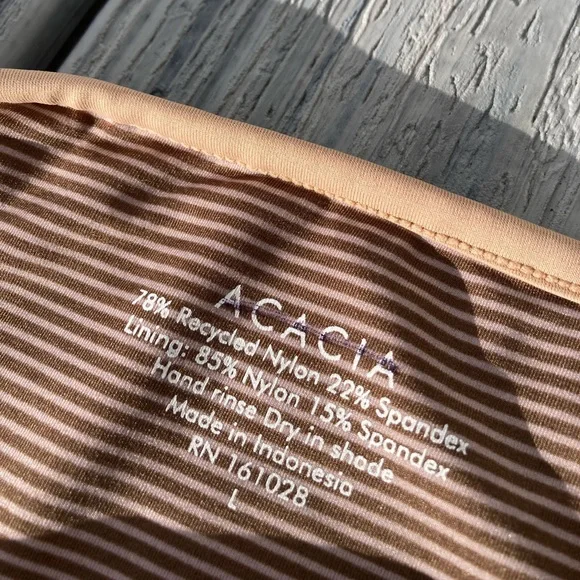 ACACIA
78% Recycled Nylon 22% Spandex
Lining: 85% Nylon 15% Spandex
Hand rinse Dry in shade
Made in Indonesia
RN 161028
L